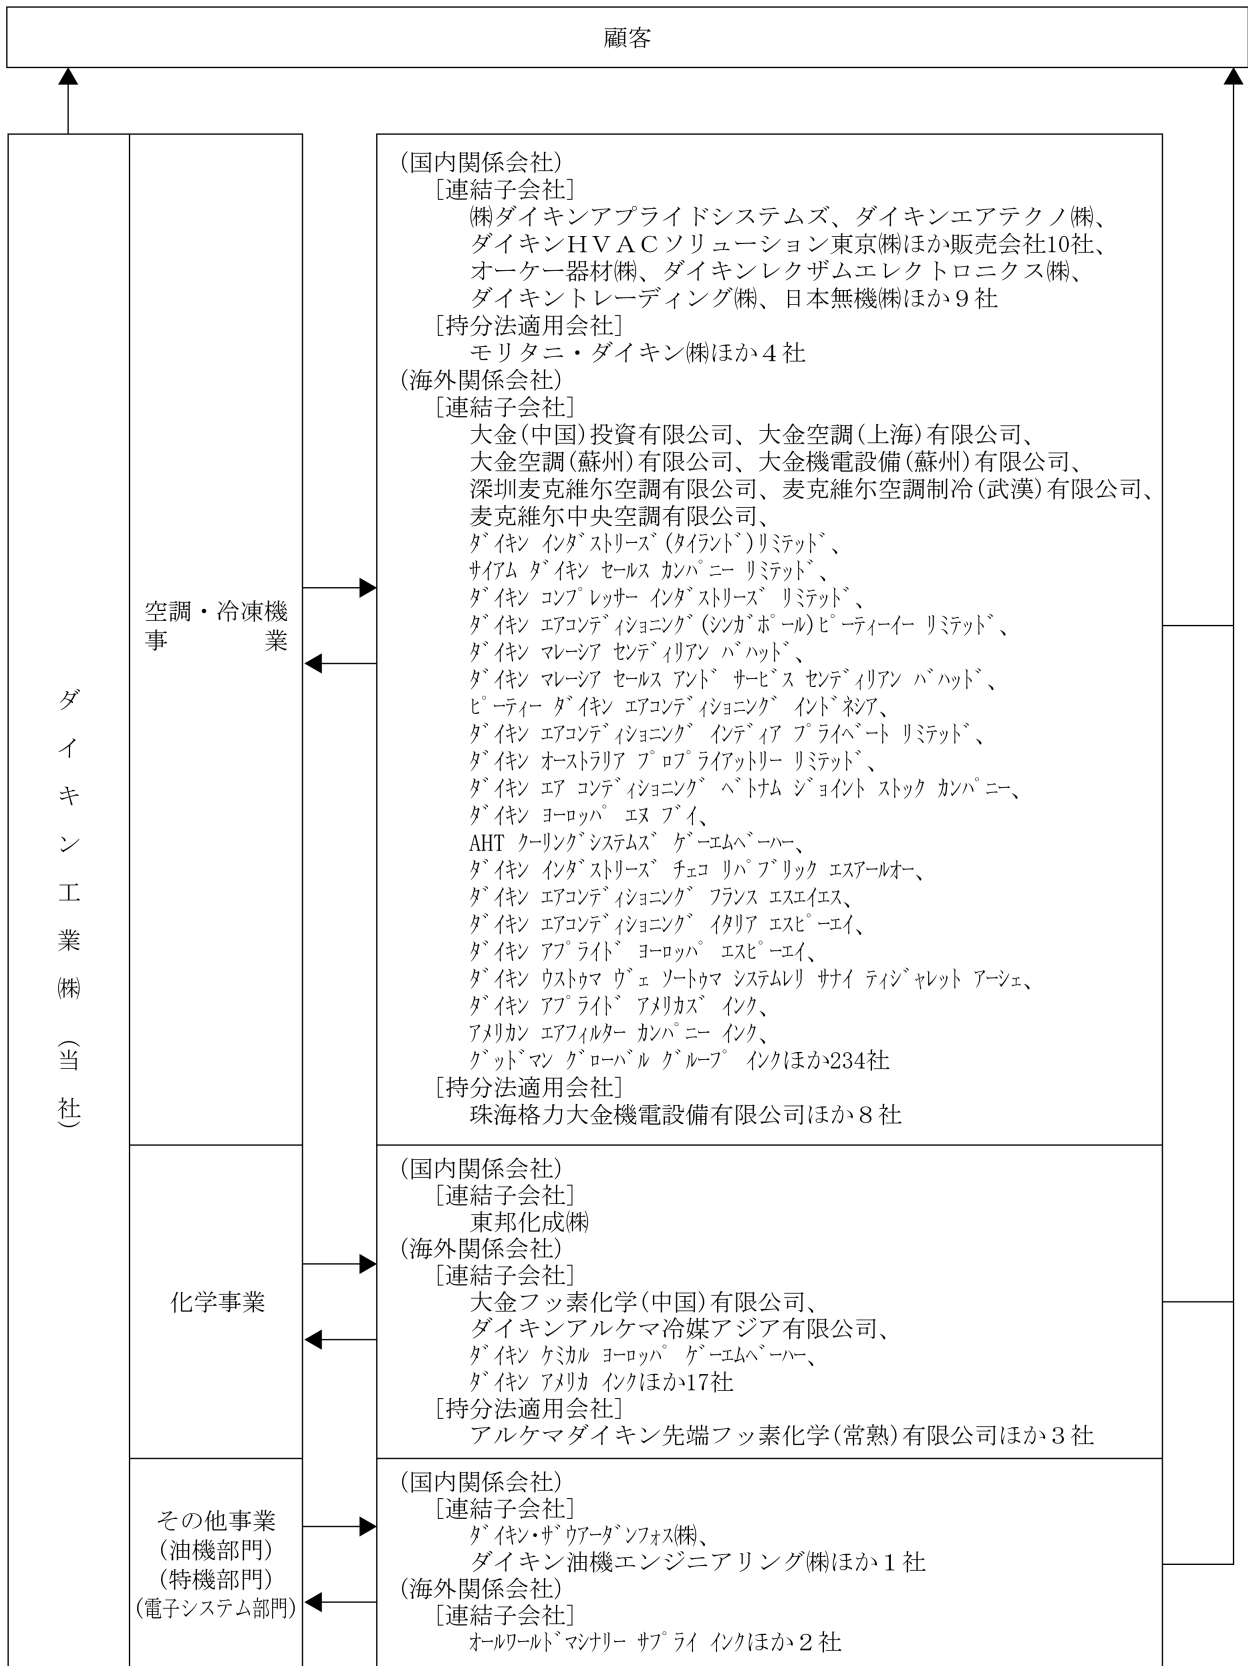 顧客
ダイキン工業㈱（当社）
空調・冷凍機
事業
(国内関係会社)
[連結子会社]
㈱ダイキンアプライドシステムズ、ダイキンエアテクノ㈱、
ダイキンＨＶＡＣソリューション東京㈱ほか販売会社10社、
オーケー器材㈱、ダイキンレクザムエレクトロニクス㈱、
ダイキントレーディング㈱、日本無機㈱ほか９社
[持分法適用会社]
モリタニ・ダイキン㈱ほか４社
(海外関係会社)
[連結子会社]
大金(中国)投資有限公司、大金空調(上海)有限公司、
大金空調(蘇州)有限公司、大金機電設備(蘇州)有限公司、
深圳麦克維尔空調有限公司、麦克維尔空調制冷(武漢)有限公司、
麦克維尔中央空調有限公司、
ﾀﾞｲｷﾝ ｲﾝﾀﾞｽﾄﾘｰｽﾞ(ﾀｲﾗﾝﾄﾞ)ﾘﾐﾃｯﾄﾞ、
ｻｲｱﾑ ﾀﾞｲｷﾝ ｾｰﾙｽ ｶﾝﾊﾟﾆｰ ﾘﾐﾃｯﾄﾞ、
ﾀﾞｲｷﾝ ｺﾝﾌﾟﾚｯｻｰ ｲﾝﾀﾞｽﾄﾘｰｽﾞ ﾘﾐﾃｯﾄﾞ、
ﾀﾞｲｷﾝ ｴｱｺﾝﾃﾞｨｼｮﾆﾝｸﾞ(ｼﾝｶﾞﾎﾟｰﾙ)ﾋﾟｰﾃｨｰｲｰ ﾘﾐﾃｯﾄﾞ、
ﾀﾞｲｷﾝ ﾏﾚｰｼｱ ｾﾝﾃﾞｨﾘｱﾝ ﾊﾞﾊｯﾄﾞ、
ﾀﾞｲｷﾝ ﾏﾚｰｼｱ ｾｰﾙｽ ｱﾝﾄﾞ ｻｰﾋﾞｽ ｾﾝﾃﾞｨﾘｱﾝ ﾊﾞﾊｯﾄﾞ、
ﾋﾟｰﾃｨｰ ﾀﾞｲｷﾝ ｴｱｺﾝﾃﾞｨｼｮﾆﾝｸﾞ ｲﾝﾄﾞﾈｼｱ、
ﾀﾞｲｷﾝ ｴｱｺﾝﾃﾞｨｼｮﾆﾝｸﾞ ｲﾝﾃﾞｨｱ ﾌﾟﾗｲﾍﾞｰﾄ ﾘﾐﾃｯﾄﾞ、
ﾀﾞｲｷﾝ ｵｰｽﾄﾗﾘｱ ﾌﾟﾛﾌﾟﾗｲｱｯﾄﾘｰ ﾘﾐﾃｯﾄﾞ、
ﾀﾞｲｷﾝ ｴｱ ｺﾝﾃﾞｨｼｮﾆﾝｸﾞ ﾍﾞﾄﾅﾑ ｼﾞｮｲﾝﾄ ｽﾄｯｸ ｶﾝﾊﾟﾆｰ、
ﾀﾞｲｷﾝ ﾖｰﾛｯﾊﾟ ｴﾇ ﾌﾞｲ、
AHT ｸｰﾘﾝｸﾞｼｽﾃﾑｽﾞ ｹﾞｰｴﾑﾍﾞｰﾊｰ、
ﾀﾞｲｷﾝ ｲﾝﾀﾞｽﾄﾘｰｽﾞ ﾁｪｺ ﾘﾊﾟﾌﾞﾘｯｸ ｴｽｱｰﾙｵｰ、
ﾀﾞｲｷﾝ ｴｱｺﾝﾃﾞｨｼｮﾆﾝｸﾞ ﾌﾗﾝｽ ｴｽｴｲｴｽ、
ﾀﾞｲｷﾝ ｴｱｺﾝﾃﾞｨｼｮﾆﾝｸﾞ ｲﾀﾘｱ ｴｽﾋﾟｰｴｲ、
ﾀﾞｲｷﾝ ｱﾌﾟﾗｲﾄﾞ ﾖｰﾛｯﾊﾟ ｴｽﾋﾟｰｴｲ、
ﾀﾞｲｷﾝ ｳｽﾄｩﾏ ｳﾞｪ ｿｰﾄｩﾏ ｼｽﾃﾑﾚﾘ ｻﾅｲ ﾃｨｼﾞｬﾚｯﾄ ｱｰｼｪ、
ﾀﾞｲｷﾝ ｱﾌﾟﾗｲﾄﾞ ｱﾒﾘｶｽﾞ ｲﾝｸ、
ｱﾒﾘｶﾝ ｴｱﾌｨﾙﾀｰ ｶﾝﾊﾟﾆｰ ｲﾝｸ、
ｸﾞｯﾄﾞﾏﾝ ｸﾞﾛｰﾊﾞﾙ ｸﾞﾙｰﾌﾟ ｲﾝｸほか234社
[持分法適用会社]
珠海格力大金機電設備有限公司ほか８社
化学事業
(国内関係会社)
[連結子会社]
東邦化成㈱
(海外関係会社)
[連結子会社]
大金フッ素化学(中国)有限公司、
ダイキンアルケマ冷媒アジア有限公司、
ﾀﾞｲｷﾝ ｹﾐｶﾙ ﾖｰﾛｯﾊﾟ ｹﾞｰｴﾑﾍﾞｰﾊｰ、
ﾀﾞｲｷﾝ ｱﾒﾘｶ ｲﾝｸほか17社
[持分法適用会社]
アルケマダイキン先端フッ素化学(常熟)有限公司ほか３社
その他事業
(油機部門)
(特機部門)
(電子システム部門)
(国内関係会社)
[連結子会社]
ﾀﾞｲｷﾝ･ｻﾞｳｱｰﾀﾞﾝﾌｫｽ㈱、
ダイキン油機エンジニアリング㈱ほか１社
(海外関係会社)
[連結子会社]
ｵｰﾙﾜｰﾙﾄﾞﾏｼﾅﾘｰ ｻﾌﾟﾗｲ ｲﾝｸほか２社